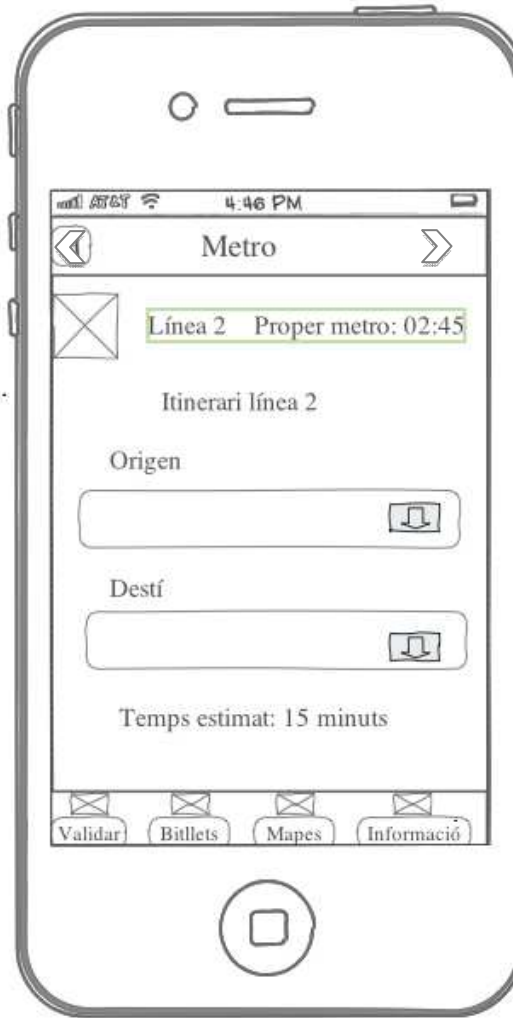 AT&T 4:46 PM
Metro
Línea 2 Proper metro: 02:45
Itinerari línea 2
Origen
Destí
Temps estimat: 15 minuts
Validar Bitllets Mapes Informació